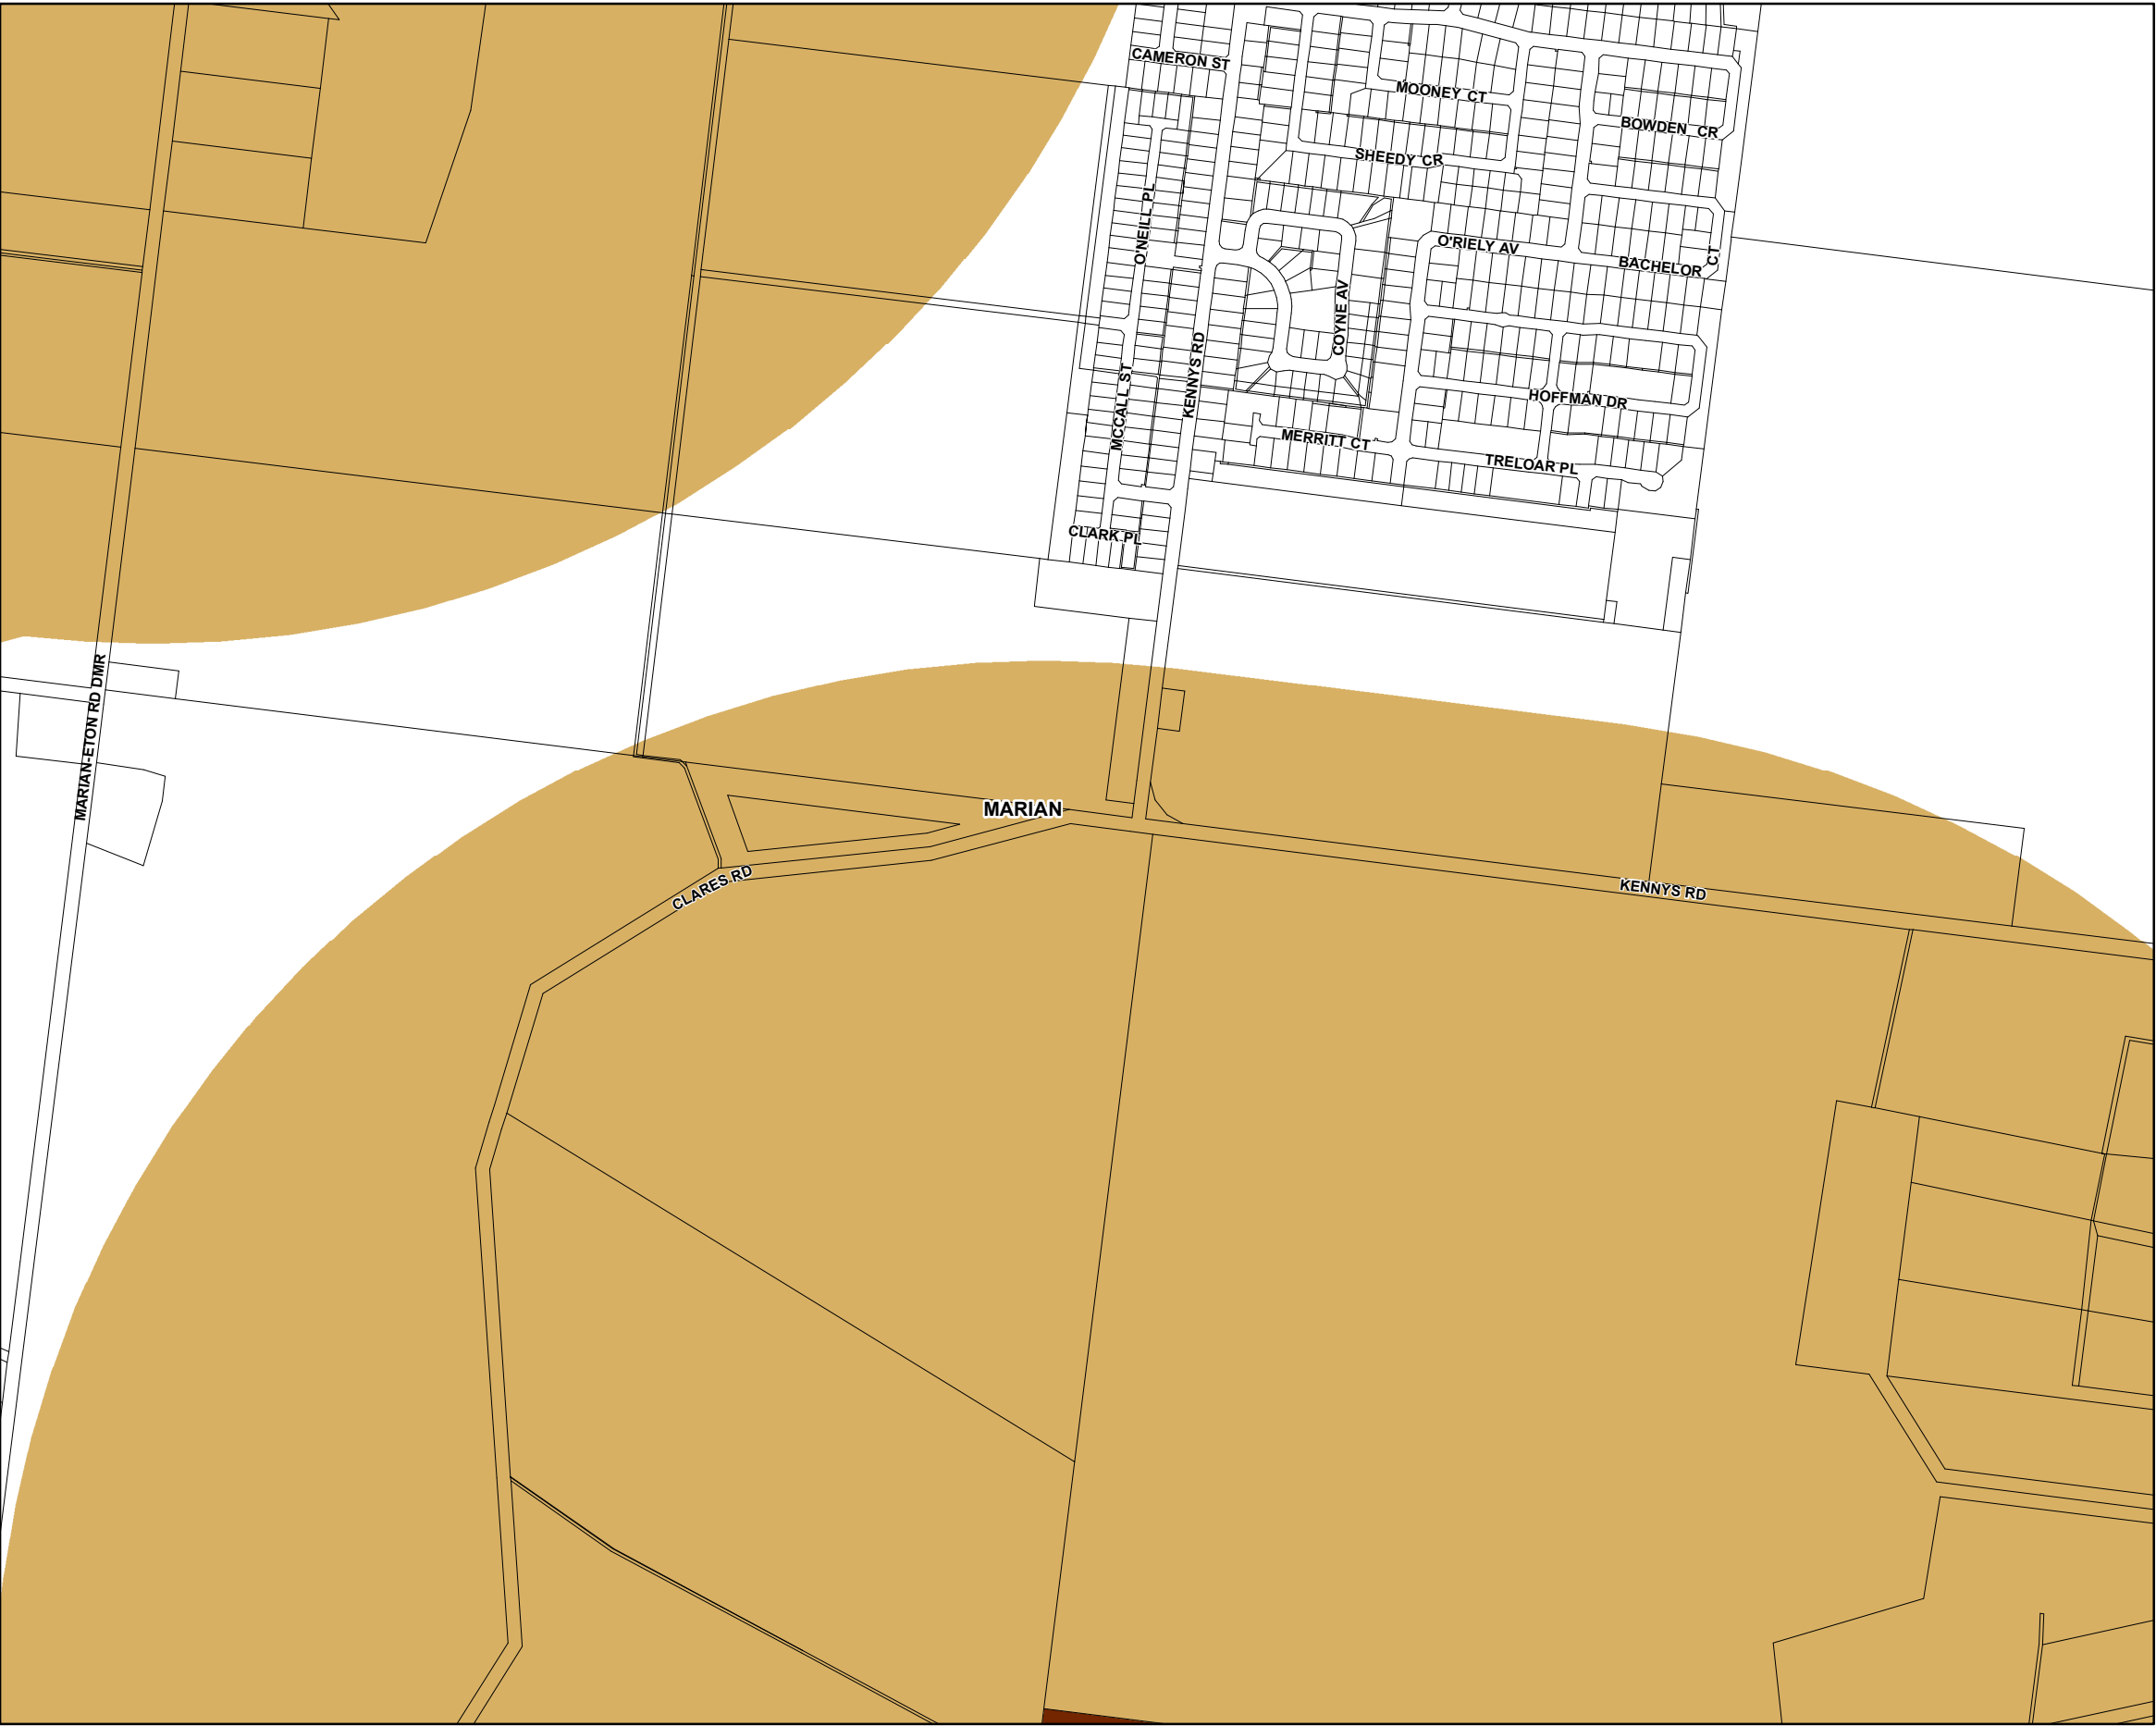 CAMERON ST
MOONEY CT
BOWDEN CR
SHEEDY CR
O'NEILL PL
O'RIELY AV
BACHELOR CT
COYNE AV
KENNYS RD
MCCALL ST
HOFFMAN DR
MERRITT CT
TRELOAR PL
CLARK PL
MARIAN-ETON RD DMR
MARIAN
CLARES RD
KENNYS RD